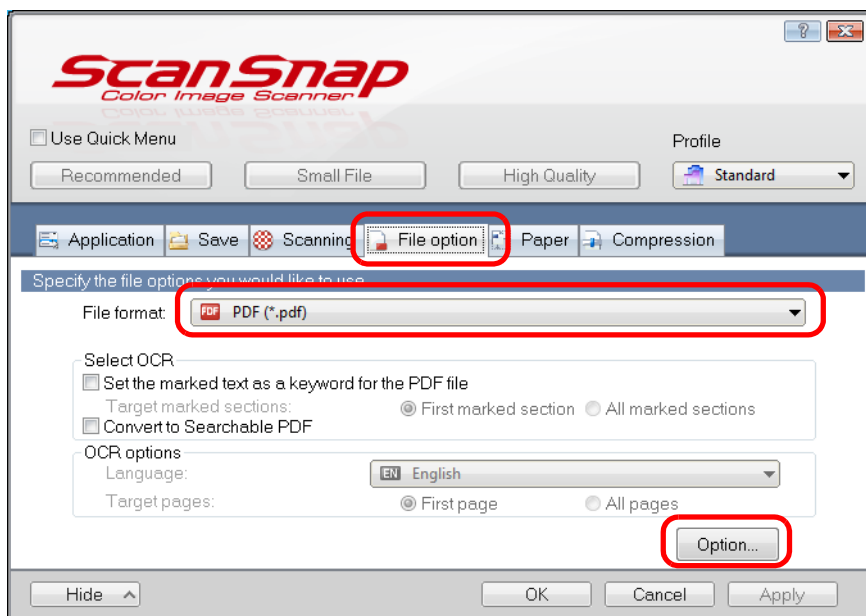 ScanSnap
Color Image Scanner
Use Quick Menu
Profile
Recommended Small File High Quality Standard
Application Save Scanning File option Paper Compression
Specify the file options you would like to use.
File format: PDF PDF (*.pdf)
Select OCR
Set the marked text as a keyword for the PDF file
Target marked sections: First marked section All marked sections
Convert to Searchable PDF
OCR options
Language: EN English
Target pages: First page All pages
Option...
Hide OK Cancel Apply